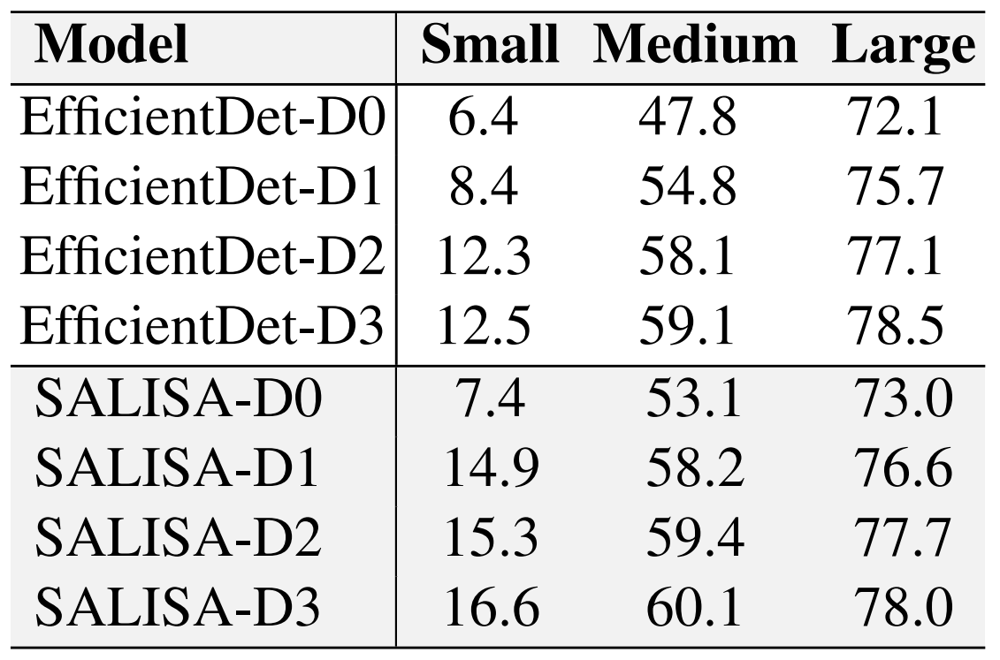 Model Small Medium Large
EfficientDet-D0 6.4 47.8 72.1
EfficientDet-D1 8.4 54.8 75.7
EfficientDet-D2 12.3 58.1 77.1
EfficientDet-D3 12.5 59.1 78.5
SALISA-D0 7.4 53.1 73.0
SALISA-D1 14.9 58.2 76.6
SALISA-D2 15.3 59.4 77.7
SALISA-D3 16.6 60.1 78.0